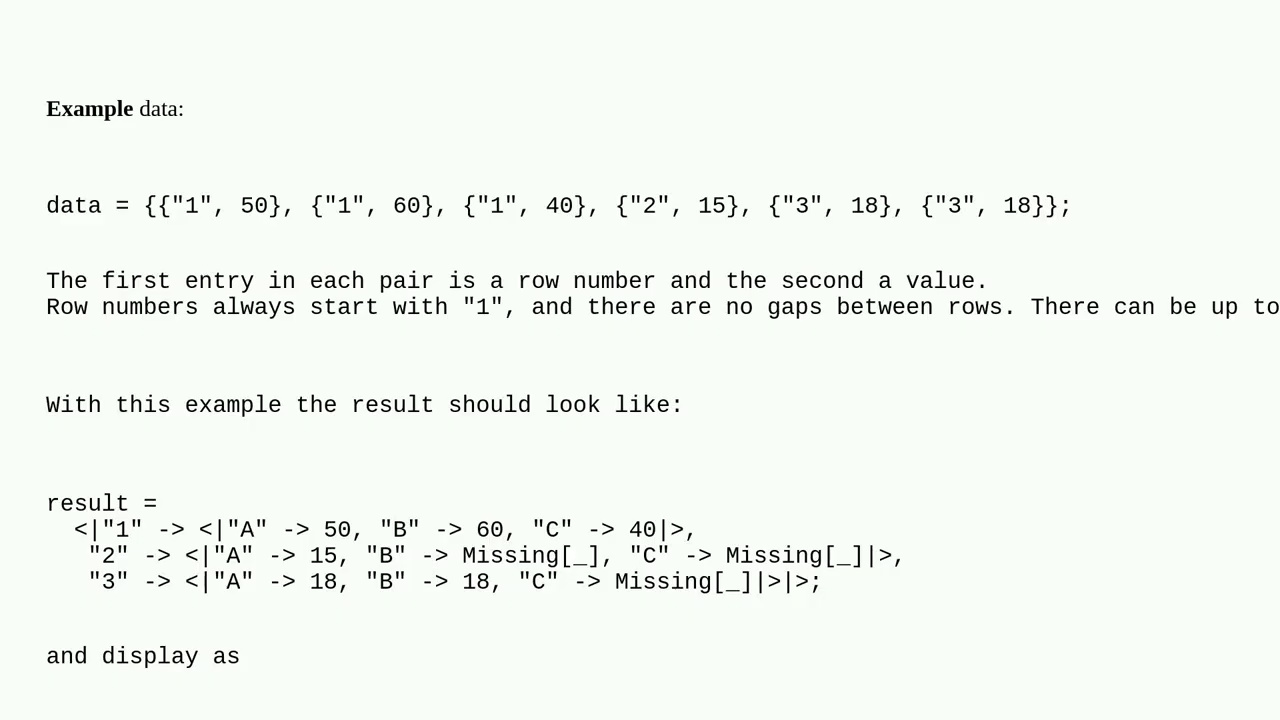 Example data:
data = {{"1", 50}, {"1", 60}, {"1", 40}, {"2", 15}, {"3", 18}, {"3", 18}};
The first entry in each pair is a row number and the second a value.
Row numbers always start with "1", and there are no gaps between rows. There can be up to
With this example the result should look like:
result =
<|"1" -> <|"A" -> 50, "B" -> 60, "C" -> 40|>,
"2" -> <|"A" -> 15, "B" -> Missing[_], "C" -> Missing[_]|>,
"3" -> <|"A" -> 18, "B" -> 18, "C" -> Missing[_]|>|>;
and display as